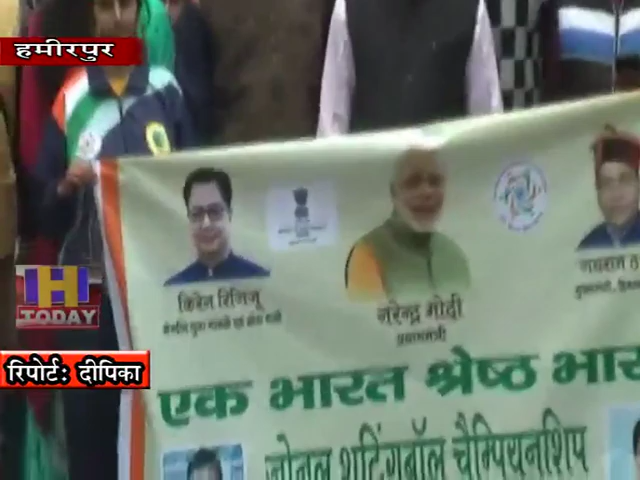 हमीरपुर
किरेन रिजिजू
नरेन्द्र मोदी
प्रधानमंत्री
जयराम
H
TODAY
रिपोर्ट: दीपिका
एक भारत श्रेष्ठ
जोनल शूटिंगबॉल चैम्पियनशिप